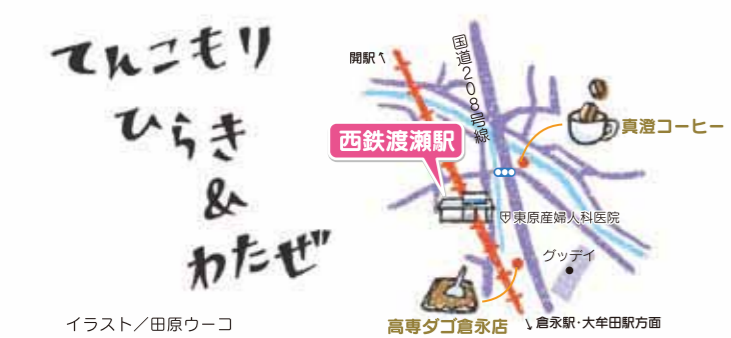 てんこもり
ひらき
&
わたぜ
イラスト／田原ウーコ
開駅↖
国道208号線
真澄コーヒー
西鉄渡瀬駅
東原産婦人科医院
グッデイ
高専ダゴ倉永店
↘倉永駅・大牟田駅方面